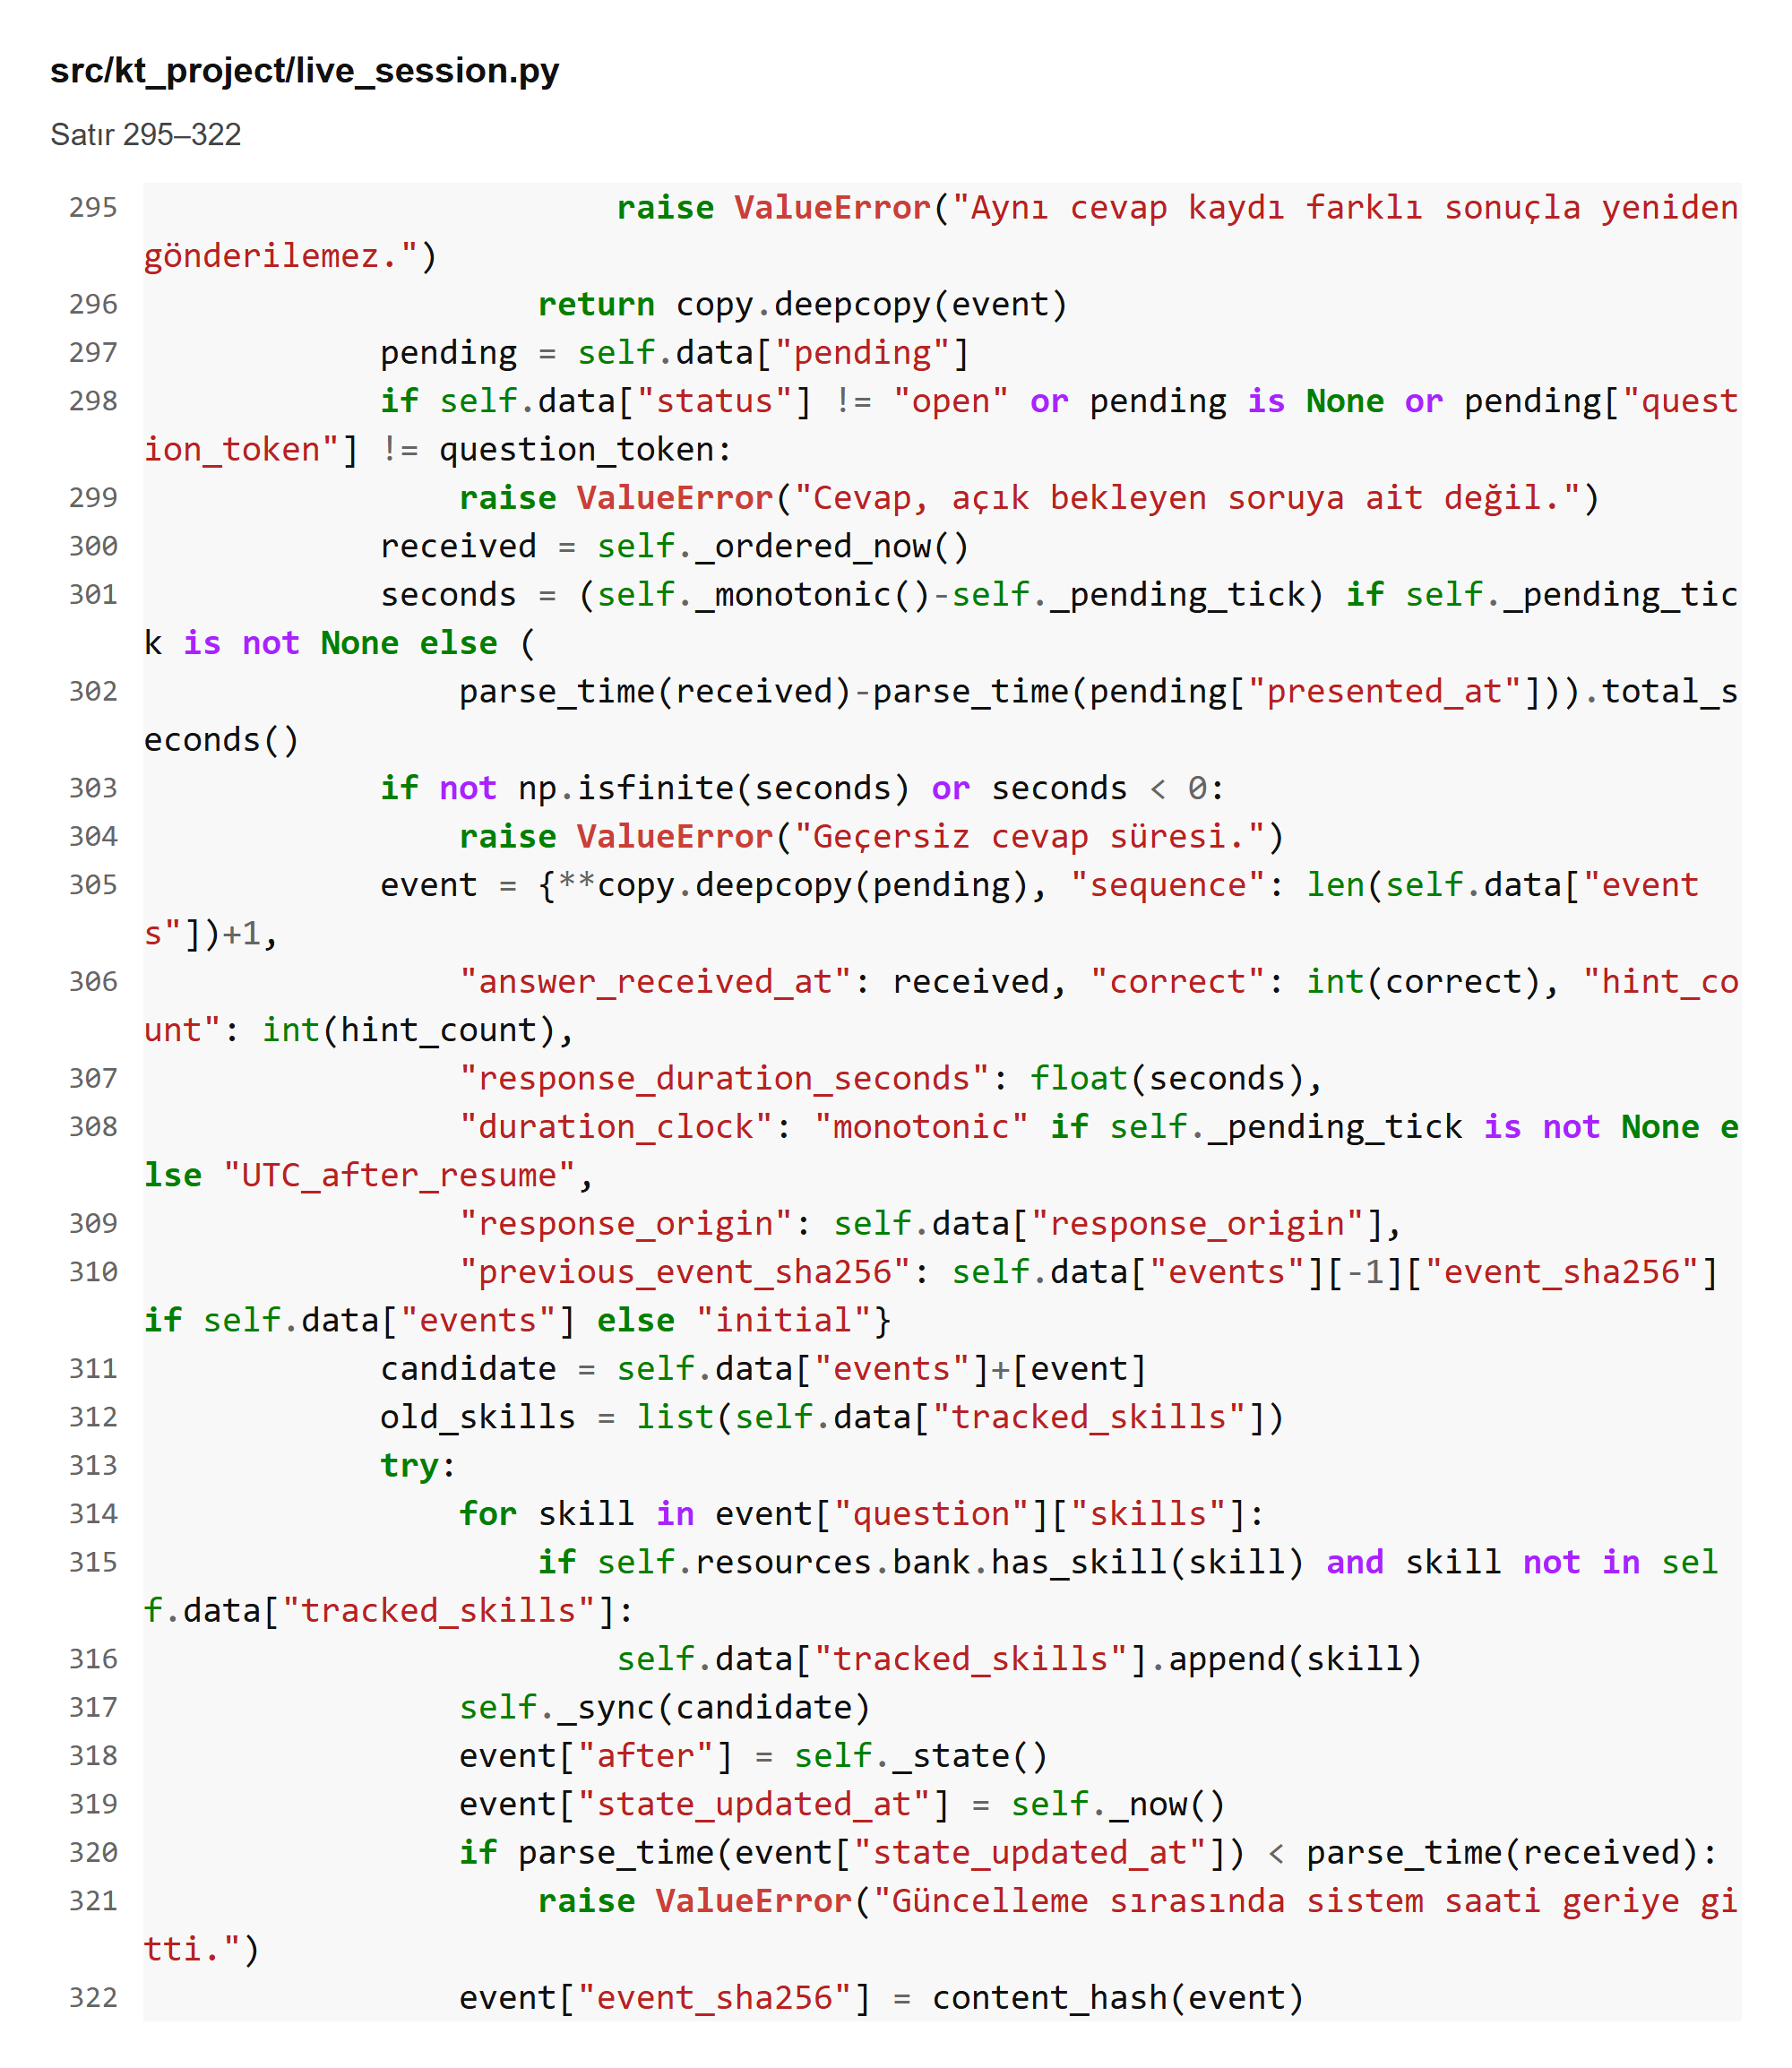 src/kt_project/live_session.py
Satır 295–322
295                         raise ValueError("Aynı cevap kaydı farklı sonuçla yeniden
gönderilemez.")
296                     return copy.deepcopy(event)
297             pending = self.data["pending"]
298             if self.data["status"] != "open" or pending is None or pending["quest
ion_token"] != question_token:
299                 raise ValueError("Cevap, açık bekleyen soruya ait değil.")
300             received = self._ordered_now()
301             seconds = (self._monotonic()-self._pending_tick) if self._pending_tic
k is not None else (
302                 parse_time(received)-parse_time(pending["presented_at"])).total_s
econds()
303             if not np.isfinite(seconds) or seconds < 0:
304                 raise ValueError("Geçersiz cevap süresi.")
305             event = {**copy.deepcopy(pending), "sequence": len(self.data["event
s"])+1,
306                 "answer_received_at": received, "correct": int(correct), "hint_co
unt": int(hint_count),
307                 "response_duration_seconds": float(seconds),
308                 "duration_clock": "monotonic" if self._pending_tick is not None e
lse "UTC_after_resume",
309                 "response_origin": self.data["response_origin"],
310                 "previous_event_sha256": self.data["events"][-1]["event_sha256"]
if self.data["events"] else "initial"}
311             candidate = self.data["events"]+[event]
312             old_skills = list(self.data["tracked_skills"])
313             try:
314                 for skill in event["question"]["skills"]:
315                     if self.resources.bank.has_skill(skill) and skill not in sel
f.data["tracked_skills"]:
316                         self.data["tracked_skills"].append(skill)
317                 self._sync(candidate)
318                 event["after"] = self._state()
319                 event["state_updated_at"] = self._now()
320                 if parse_time(event["state_updated_at"]) < parse_time(received):
321                     raise ValueError("Güncelleme sırasında sistem saati geriye gi
tti.")
322                 event["event_sha256"] = content_hash(event)